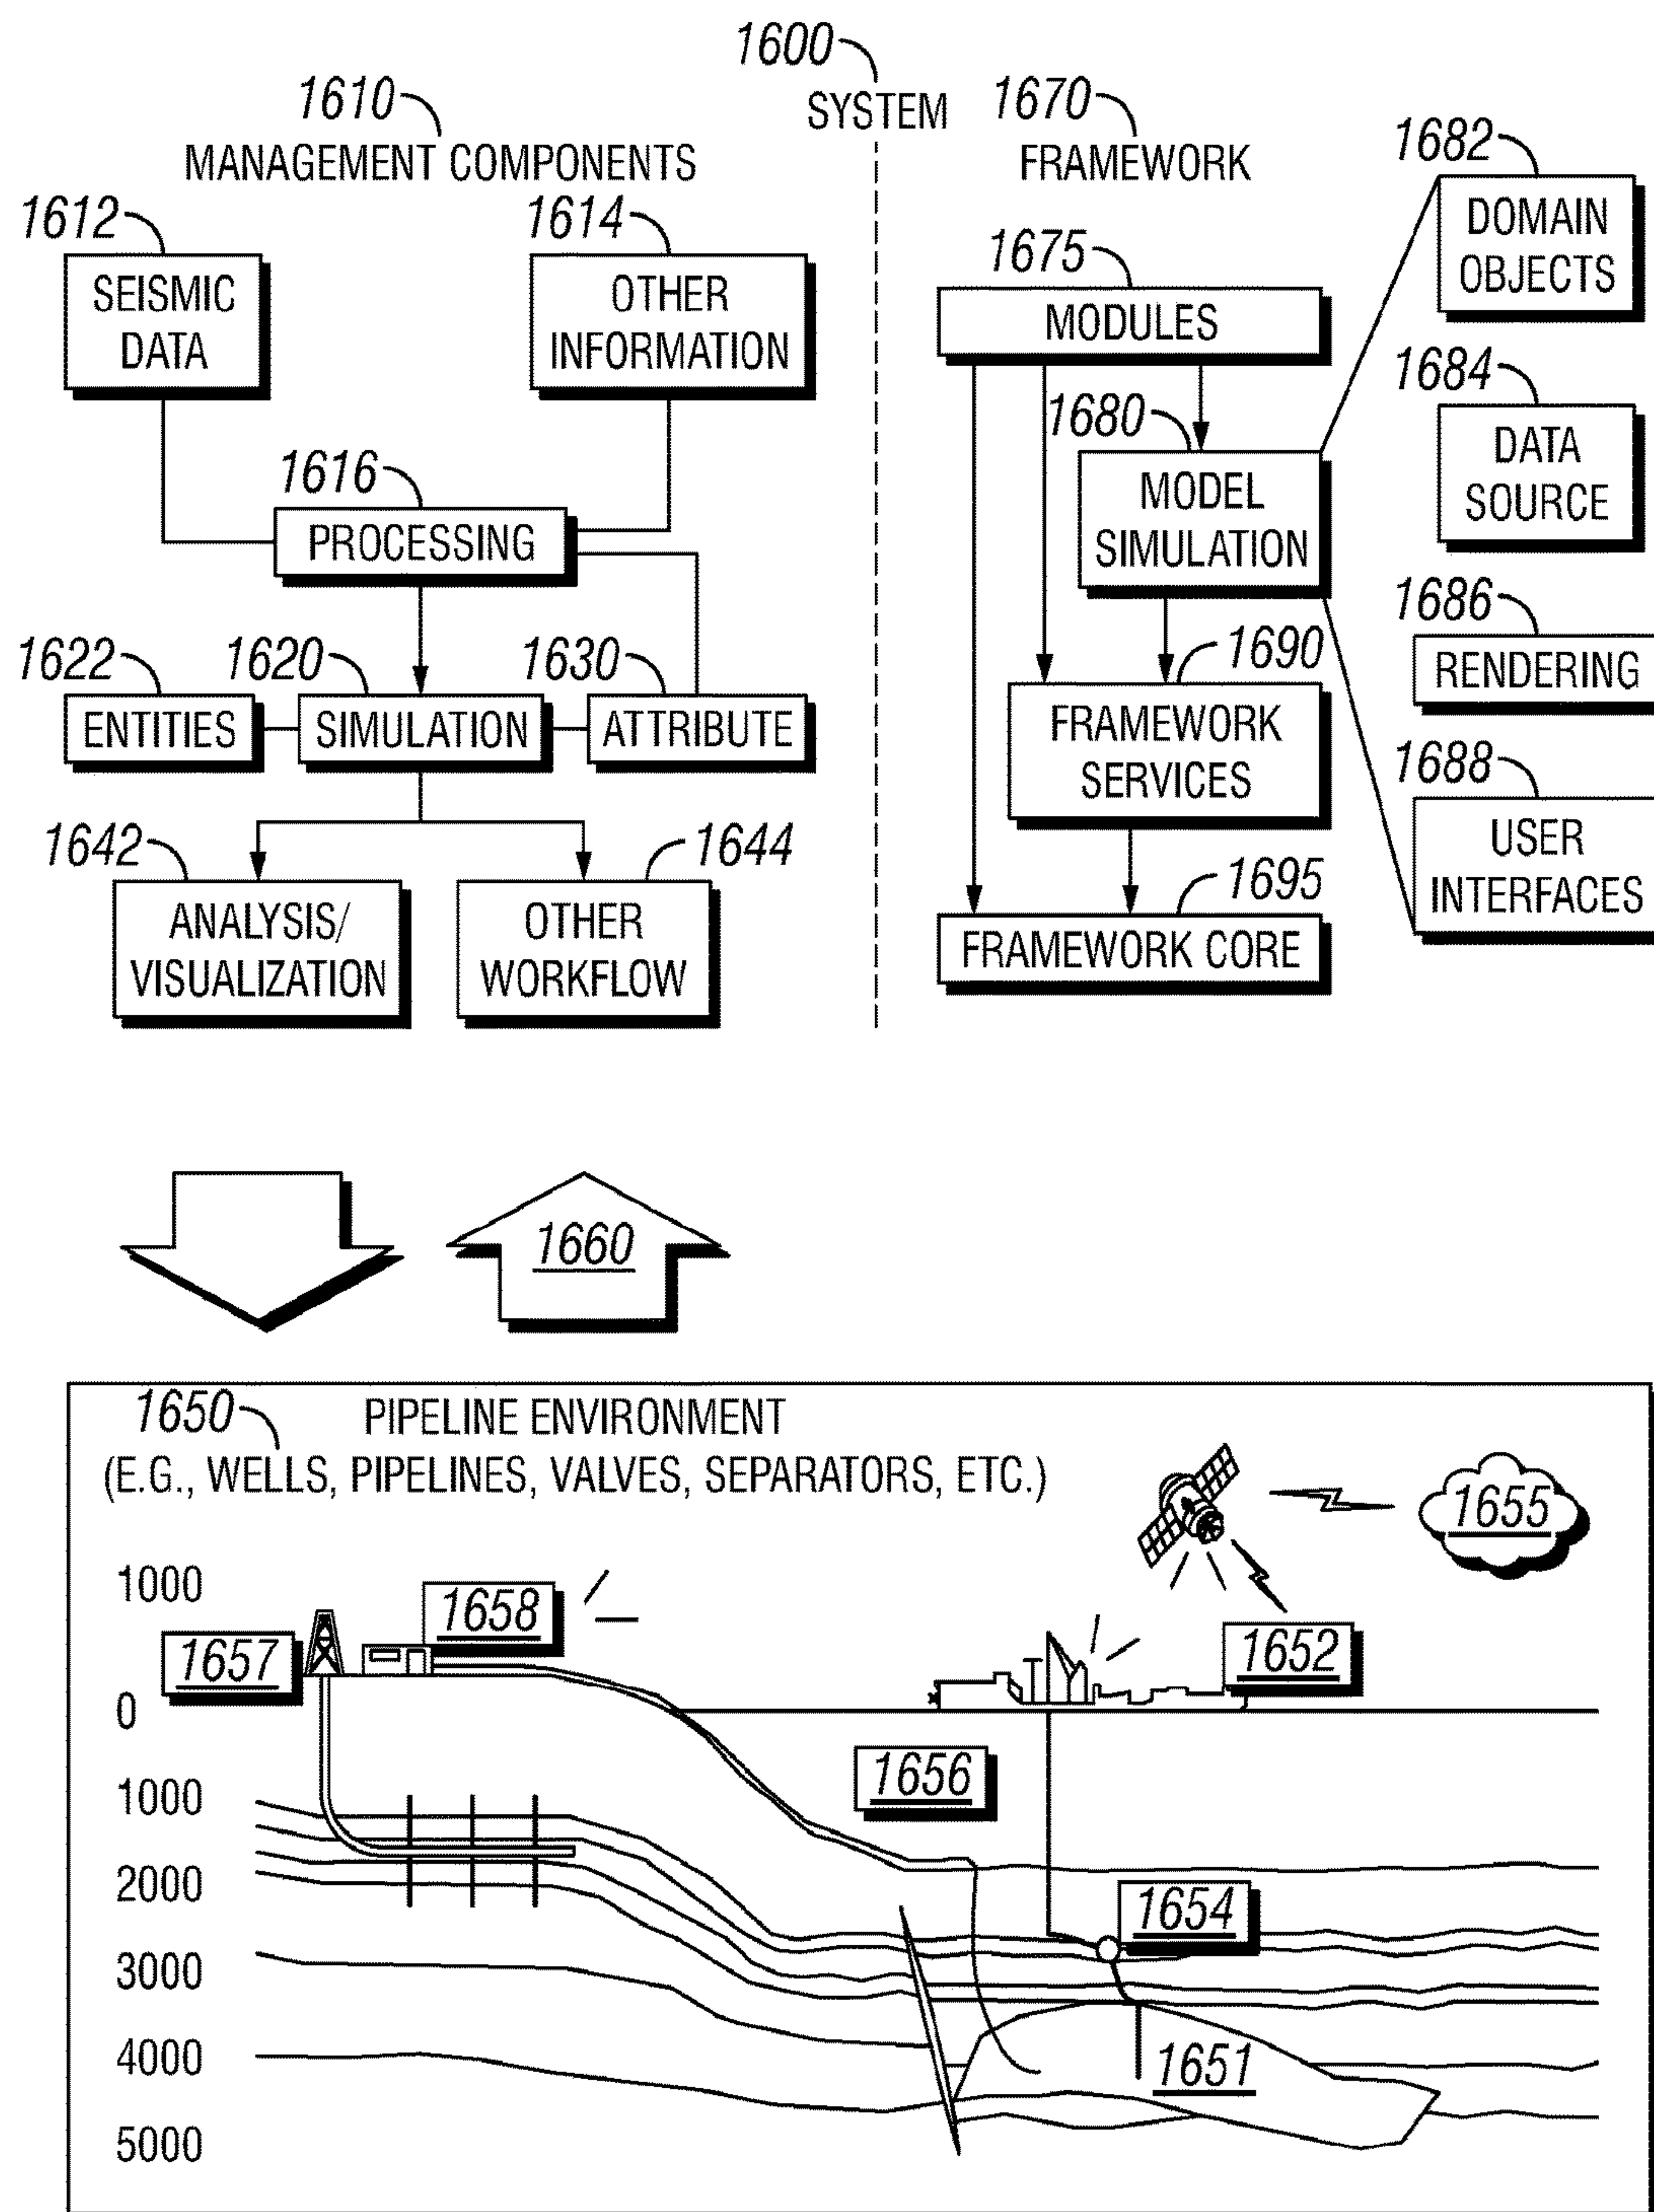 1600
SYSTEM
1610
MANAGEMENT COMPONENTS
1612
SEISMIC
DATA
1614
OTHER
INFORMATION
1616
PROCESSING
1622
ENTITIES
1620
SIMULATION
1630
ATTRIBUTE
1642
ANALYSIS/
VISUALIZATION
1644
OTHER
WORKFLOW
1670
FRAMEWORK
1675
MODULES
1680
MODEL
SIMULATION
1690
FRAMEWORK
SERVICES
1695
FRAMEWORK CORE
1682
DOMAIN
OBJECTS
1684
DATA
SOURCE
1686
RENDERING
1688
USER
INTERFACES
1660
1650
PIPELINE ENVIRONMENT
(E.G., WELLS, PIPELINES, VALVES, SEPARATORS, ETC.)
1655
1000
1658
1657
1652
0
1656
1000
2000
1654
3000
4000
1651
5000